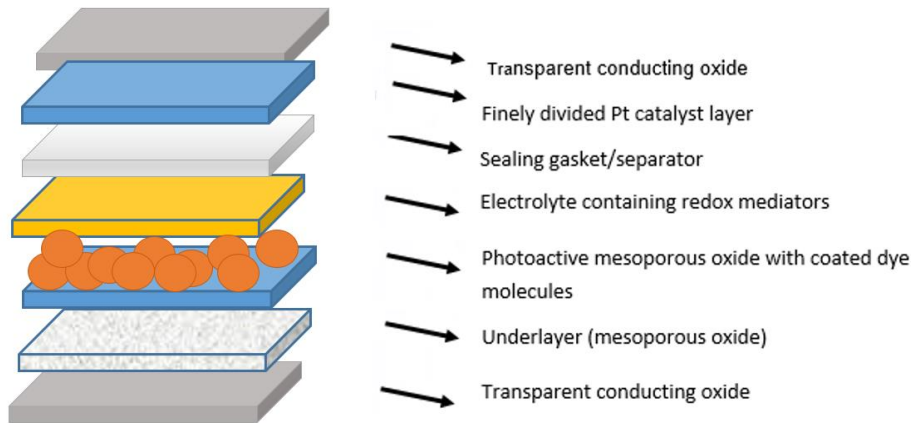 Transparent conducting oxide
Finely divided Pt catalyst layer
Sealing gasket/separator
Electrolyte containing redox mediators
Photoactive mesoporous oxide with coated dye
molecules
Underlayer (mesoporous oxide)
Transparent conducting oxide